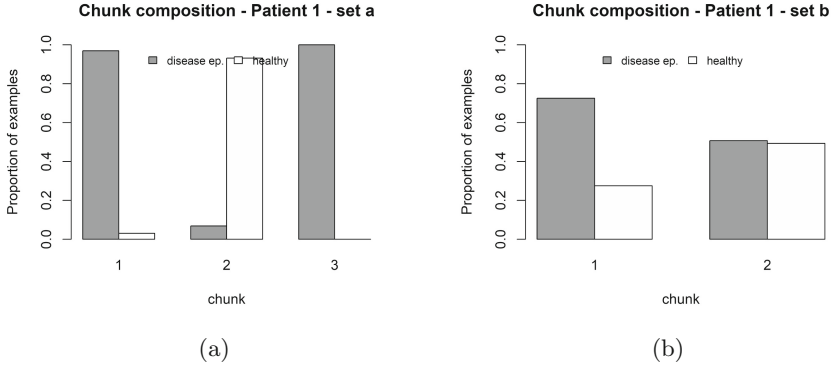 Chunk composition - Patient 1 - set a
Proportion of examples
1.0
0.8
0.6
0.4
0.2
0.0
disease ep.
healthy
1
2
3
chunk
(a)
Chunk composition - Patient 1 - set b
Proportion of examples
1.0
0.8
0.6
0.4
0.2
0.0
disease ep.
healthy
1
2
chunk
(b)